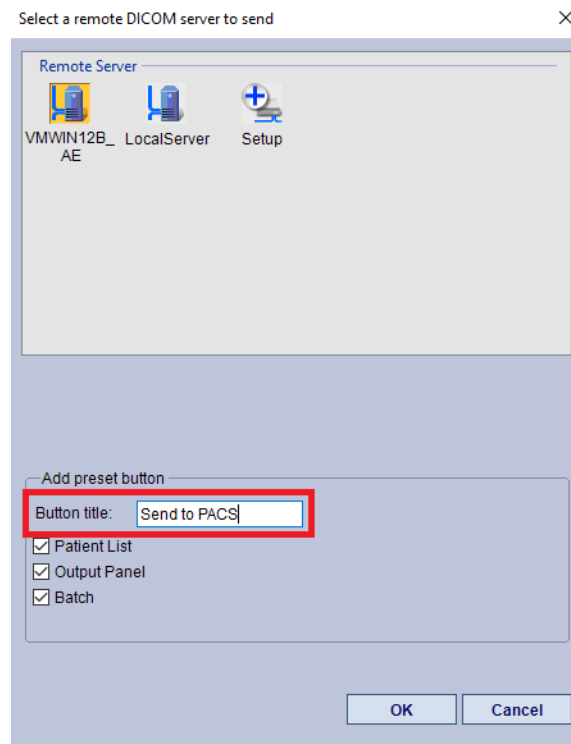 Select a remote DICOM server to send
Remote Server
VMWIN12B_
AE
LocalServer
Setup
Add preset button
Button title:
Send to PACS
Patient List
Output Panel
Batch
OK
Cancel